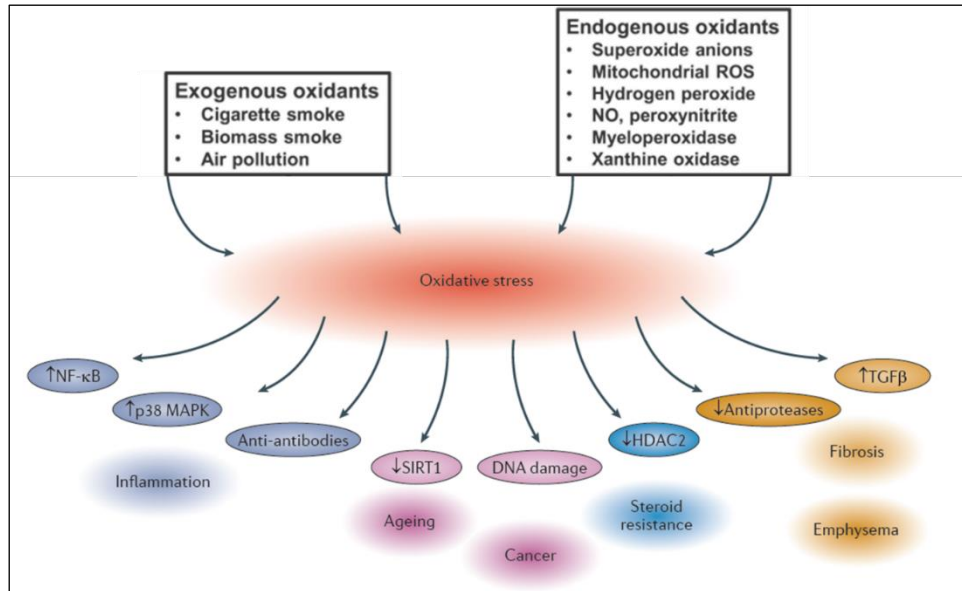 Exogenous oxidants
• Cigarette smoke
• Biomass smoke
• Air pollution
Endogenous oxidants
• Superoxide anions
• Mitochondrial ROS
• Hydrogen peroxide
• NO, peroxynitrite
• Myeloperoxidase
• Xanthine oxidase
Oxidative stress
↑NF-κB
↑p38 MAPK
Anti-antibodies
↓SIRT1
DNA damage
↓HDAC2
↓Antiproteases
↑TGFβ
Inflammation
Ageing
Cancer
Steroid
resistance
Fibrosis
Emphysema